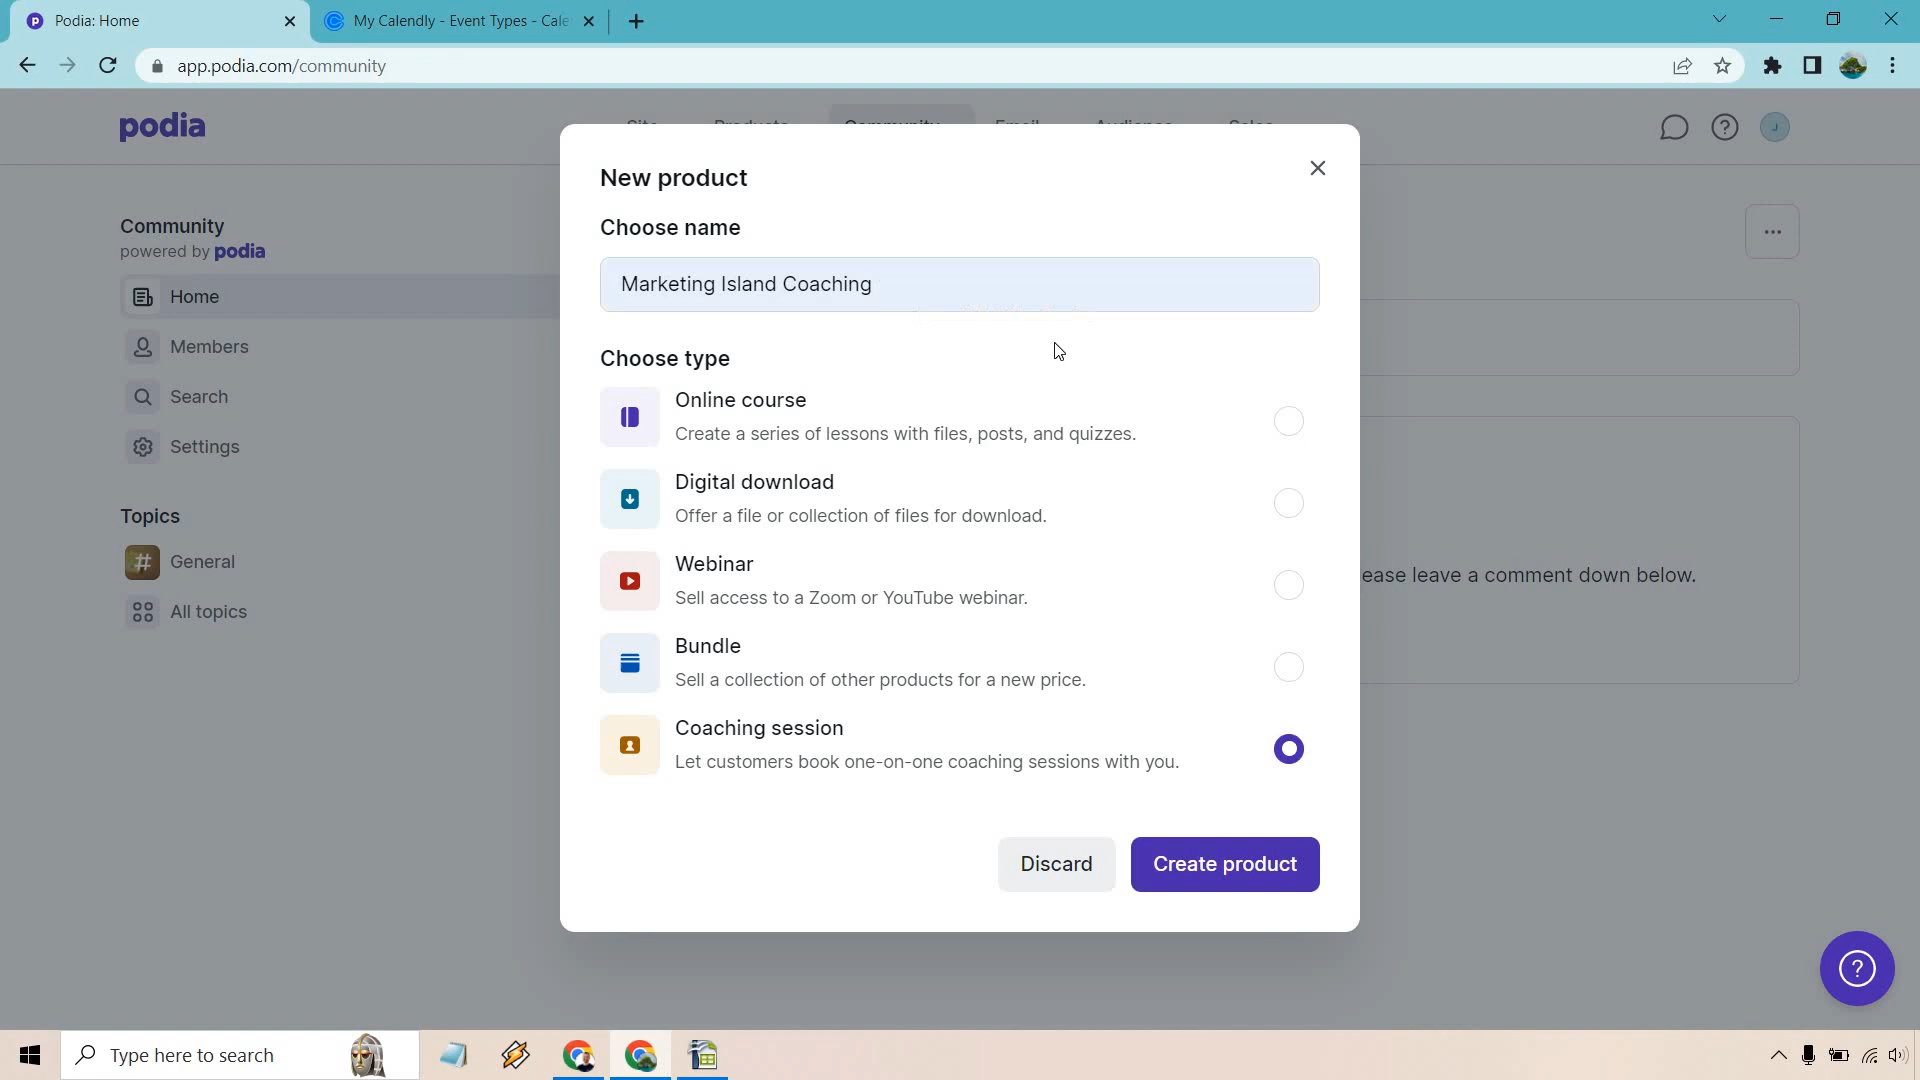 Podia: Home
My Calendly - Event Types - Cale
app.podia.com/community
podia
New product
Choose name
Marketing Island Coaching
Community
powered by podia
Home
Members
Search
Settings
Topics
General
All topics
Choose type
Online course
Create a series of lessons with files, posts, and quizzes.
Digital download
Offer a file or collection of files for download.
Webinar
Sell access to a Zoom or YouTube webinar.
Bundle
Sell a collection of other products for a new price.
Coaching session
Let customers book one-on-one coaching sessions with you.
ease leave a comment down below.
Discard
Create product
Type here to search